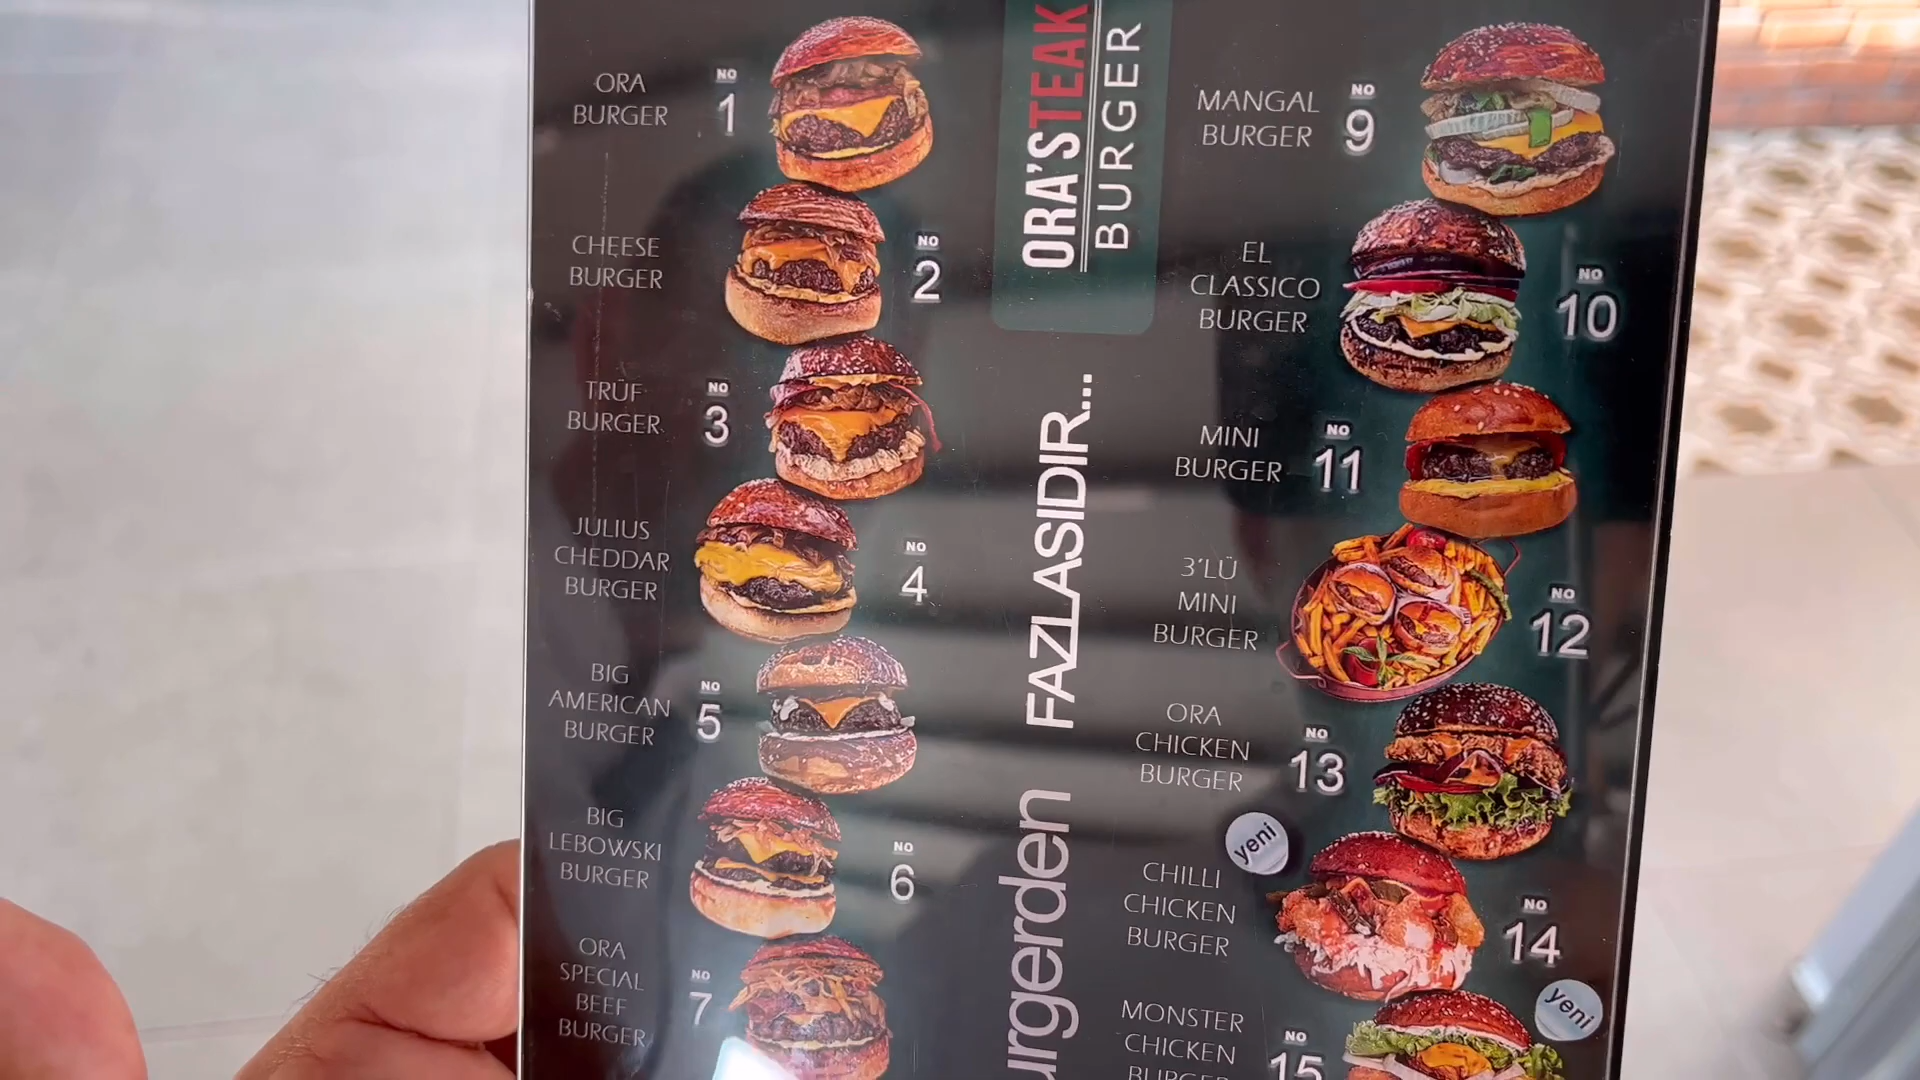 ORA
BURGER
NO
1
CHEESE
BURGER
NO
2
TRÜF
BURGER
NO
3
JULIUS
CHEDDAR
BURGER
NO
4
BIG
AMERICAN
BURGER
NO
5
BIG
LEBOWSKI
BURGER
NO
6
ORA
SPECIAL
BEEF
BURGER
NO
7
ORA'STEAK
BURGER
urgerden FAZLASIDIR...
MANGAL
BURGER
NO
9
EL
CLASSICO
BURGER
NO
10
MINI
BURGER
NO
11
3'LÜ
MINI
BURGER
NO
12
ORA
CHICKEN
BURGER
NO
13
yeni
CHILLI
CHICKEN
BURGER
NO
14
yeni
MONSTER
CHICKEN
BURGER
NO
15